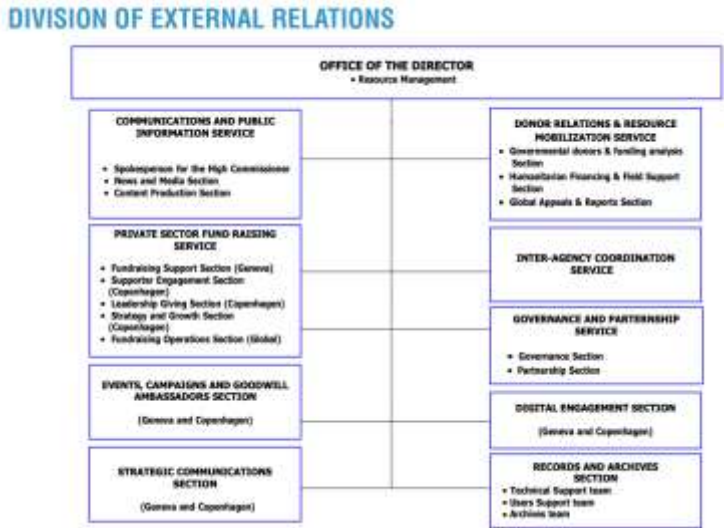 DIVISION OF EXTERNAL RELATIONS
OFFICE OF THE DIRECTOR
• Resource Management
COMMUNICATIONS AND PUBLIC
INFORMATION SERVICE
• Spokesperson for the High Commissioner
• News and Media Section
• Content Production Section
PRIVATE SECTOR FUND RAISING
SERVICE
• Fundraising Support Section (Geneva)
• Supporter Engagement Section
(Copenhagen)
• Leadership Giving Section (Copenhagen)
• Strategy and Growth Section
(Copenhagen)
• Fundraising Operations Section (Global)
EVENTS, CAMPAIGNS AND GOODWILL
AMBASSADORS SECTION
(Geneva and Copenhagen)
STRATEGIC COMMUNICATIONS
SECTION
(Geneva and Copenhagen)
DONOR RELATIONS & RESOURCE
MOBILIZATION SERVICE
• Governmental donors & funding analysis
Section
• Humanitarian Financing & Field Support
Section
• Global Appeals & Reports Section
INTER-AGENCY COORDINATION
SERVICE
GOVERNANCE AND PARTERNSHIP
SERVICE
• Governance Section
• Partnership Section
DIGITAL ENGAGEMENT SECTION
(Geneva and Copenhagen)
RECORDS AND ARCHIVES
SECTION
• Technical Support team
• Users Support team
• Archives team